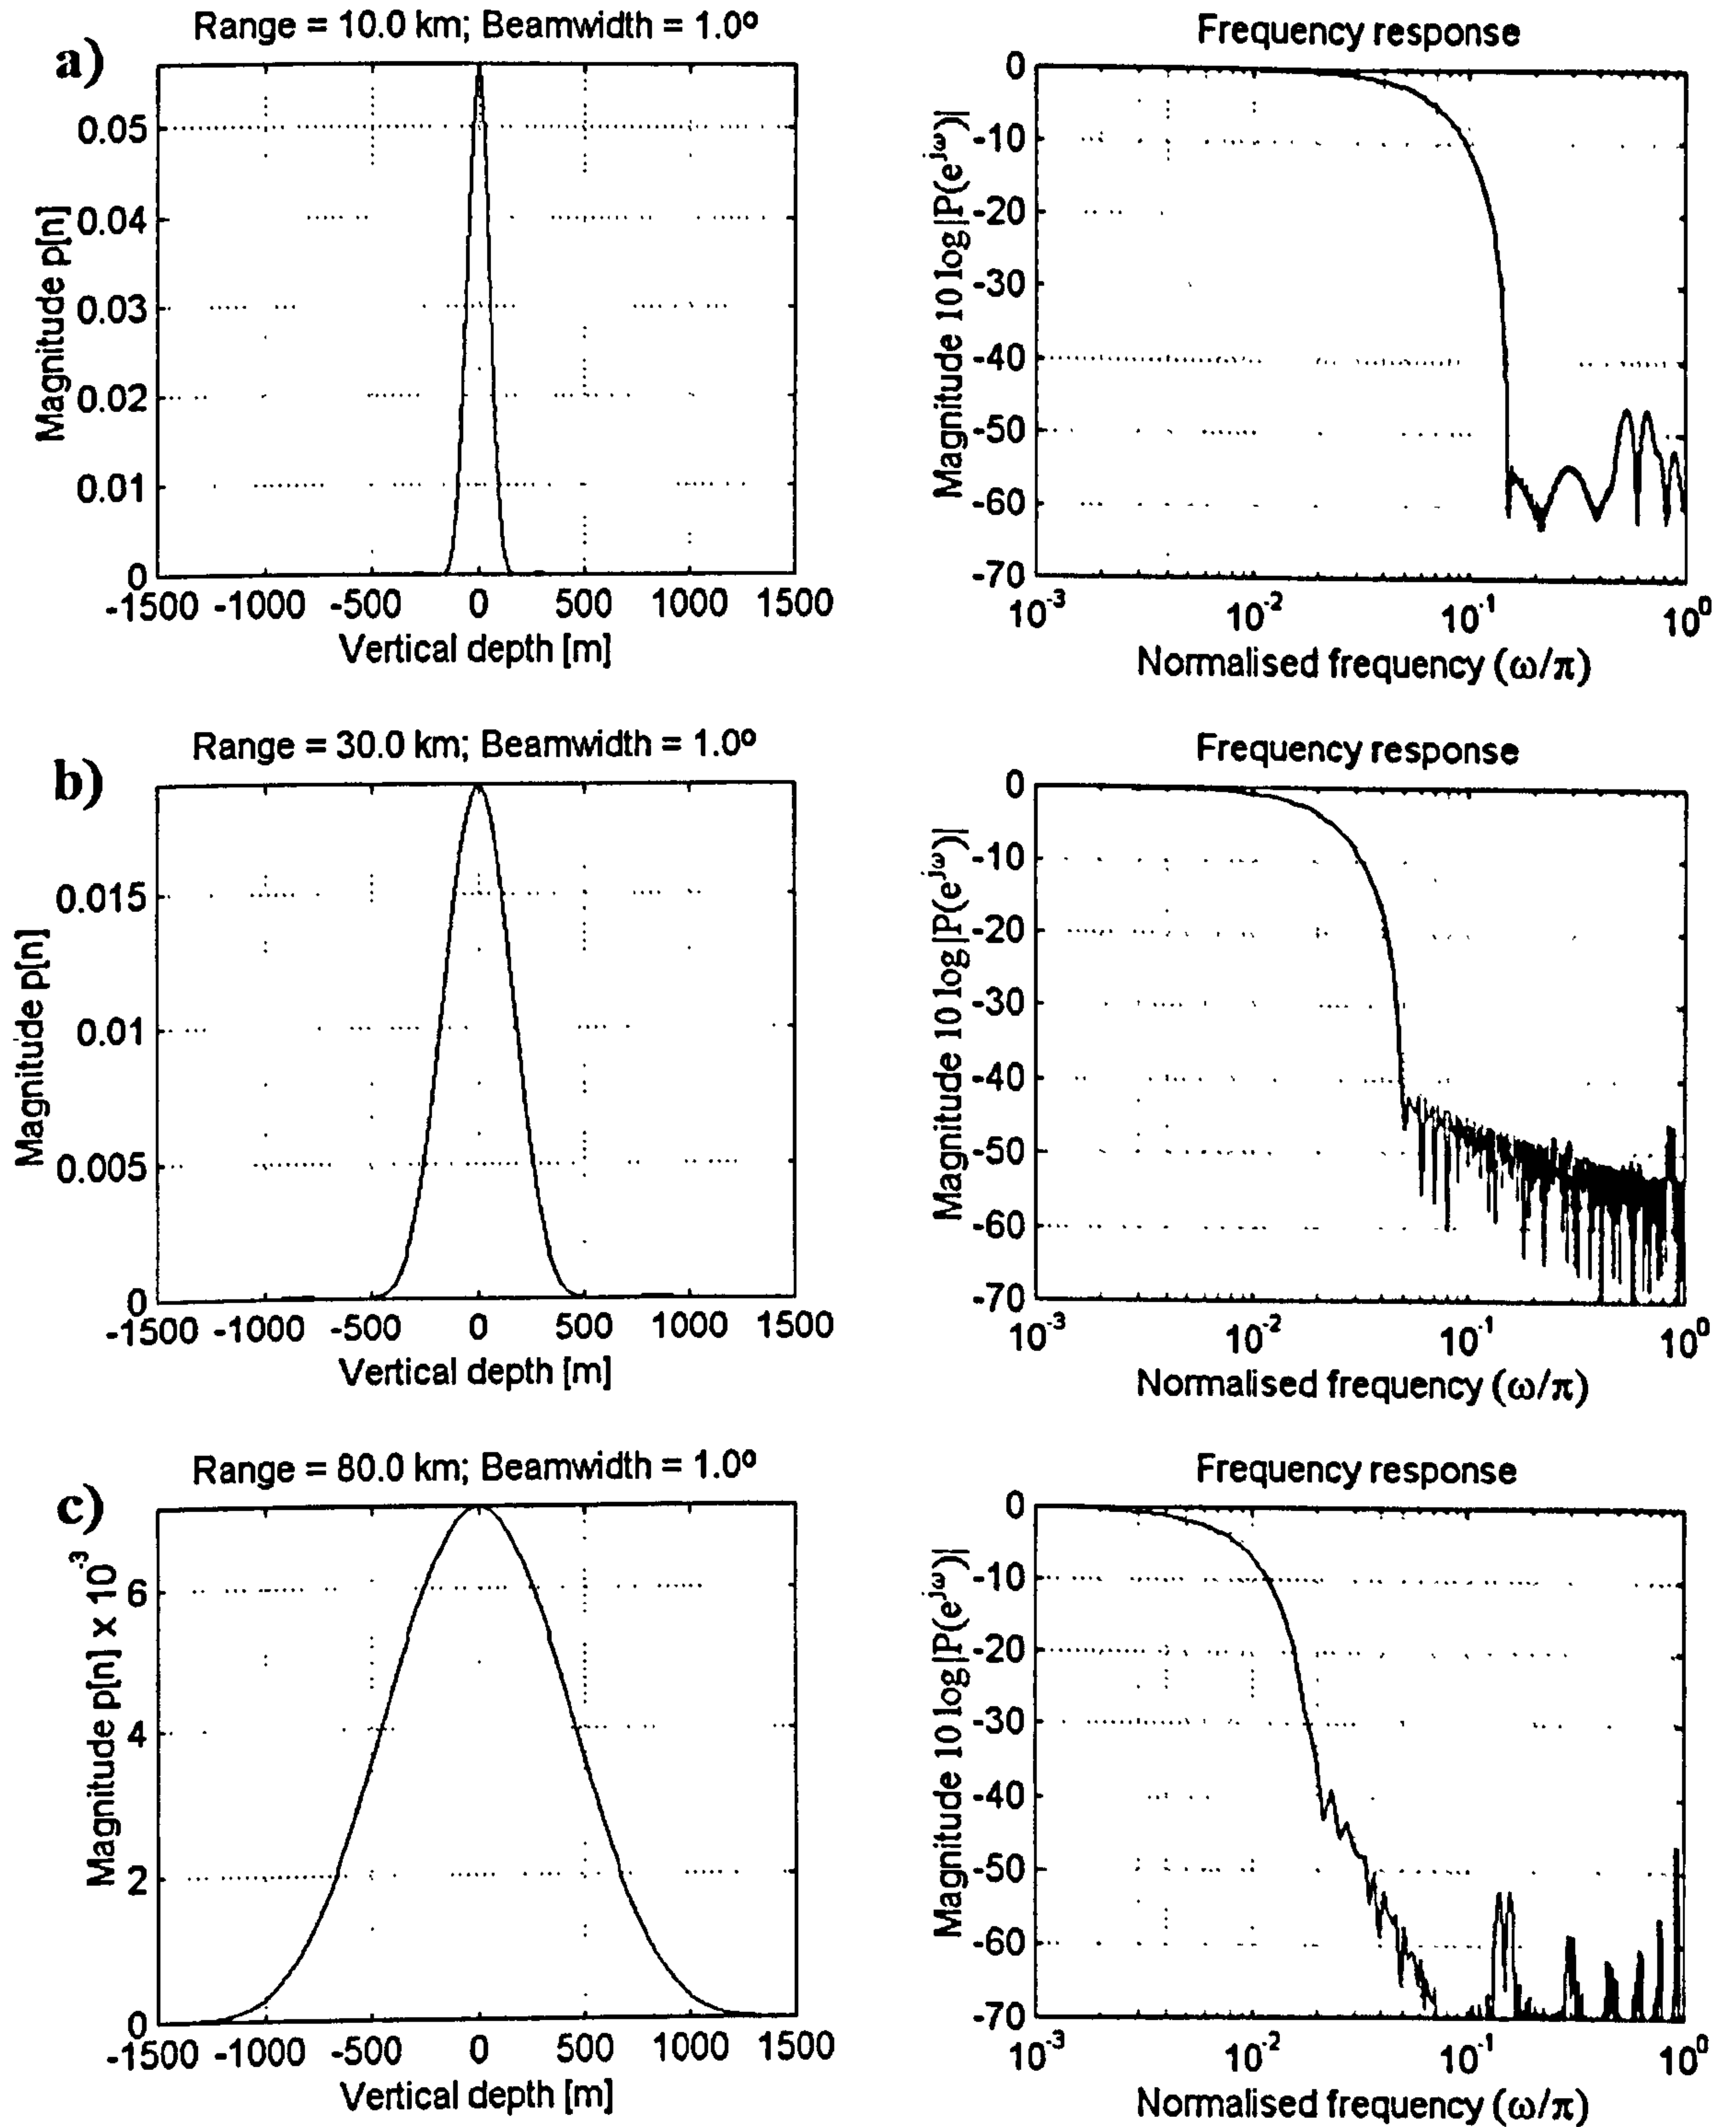 a)
Range = 10.0 km; Beamwidth = 1.0º
Magnitude p[n]
0.05
0.04
0.03
0.02
0.01
0
-1500 -1000 -500 0 500 1000 1500
Vertical depth [m]
Frequency response
Magnitude 10 log|P(e^jω)|
0
-10
-20
-30
-40
-50
-60
-70
10^-3 10^-2 10^-1 10^0
Normalised frequency (ω/π)
b)
Range = 30.0 km; Beamwidth = 1.0º
Magnitude p[n]
0.015
0.01
0.005
0
-1500 -1000 -500 0 500 1000 1500
Vertical depth [m]
Frequency response
Magnitude 10 log|P(e^jω)|
0
-10
-20
-30
-40
-50
-60
-70
10^-3 10^-2 10^-1 10^0
Normalised frequency (ω/π)
c)
Range = 80.0 km; Beamwidth = 1.0º
Magnitude p[n] x 10^-3
6
4
2
0
-1500 -1000 -500 0 500 1000 1500
Vertical depth [m]
Frequency response
Magnitude 10 log|P(e^jω)|
0
-10
-20
-30
-40
-50
-60
-70
10^-3 10^-2 10^-1 10^0
Normalised frequency (ω/π)